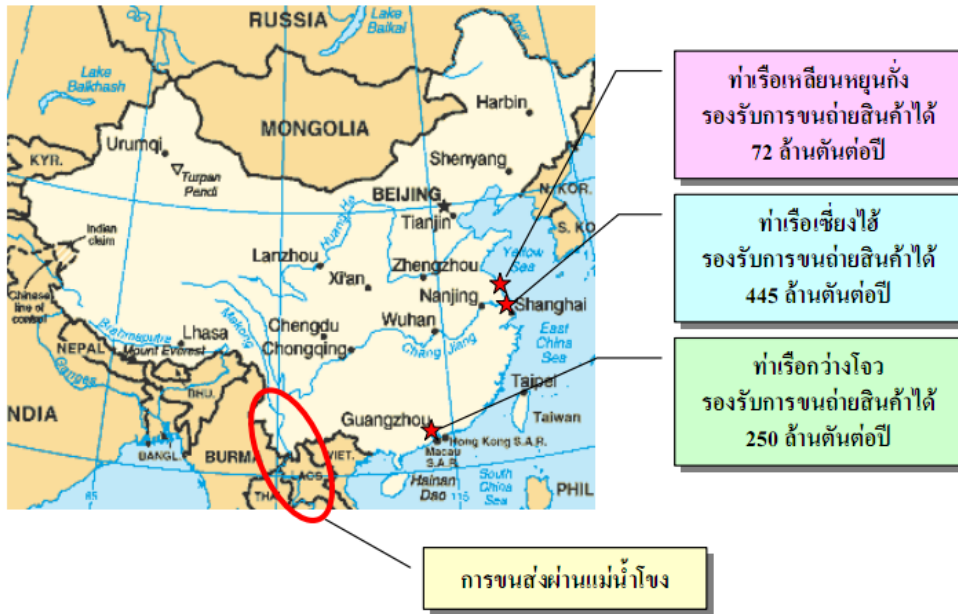 RUSSIA
Lake
Baikal
Amur
Lake
Balkhash
MONGOLIA
Harbin
Urumqi
Shenyang
KYR.
Turpan
Pendi
BEIJING
N. KOR.
Tianjin
S. KO
Indian
claim
Huang He
Yellow
Sea
Lanzhou
Zhengzhou
Xi'an
Chinese
line of
control
Nanjing
Shanghai
Brahmaputra
Mekong
Chengdu
Wuhan
East
China
Sea
Lhasa
NEPAL
Mount Everest
Chongqing
Chang Jiang
Ganges
BHU.
Taipei
NDIA
Guangzhou
Taiwan
Hong Kong S.A.R.
BANGL.
BURMA
VIET.
Macau
S.A.R.
LAOS
Hainan
Dao
South
China
Sea
THA.
PHIL
85
115
ท่าเรือเหลียนหยุนกั่ง
รองรับการขนถ่ายสินค้าได้
72 ล้านตันต่อปี
ท่าเรือเซี่ยงไฮ้
รองรับการขนถ่ายสินค้าได้
445 ล้านตันต่อปี
ท่าเรือกว่างโจว
รองรับการขนถ่ายสินค้าได้
250 ล้านตันต่อปี
การขนส่งผ่านแม่น้ำโขง